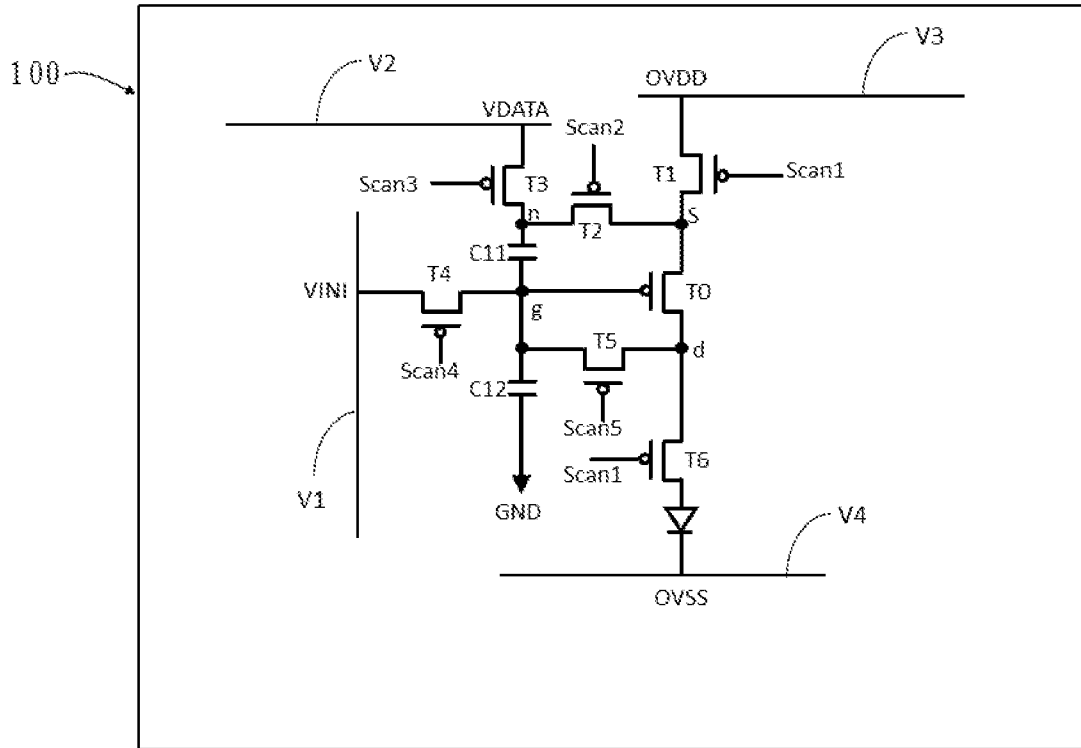 100
V2
V3
OVDD
VDATA
Scan2
Scan3
T3
T1
Scan1
n
T2
S
C11
T4
VINI
T0
g
T5
d
Scan4
C12
Scan5
Scan1
T6
V1
GND
V4
OVSS